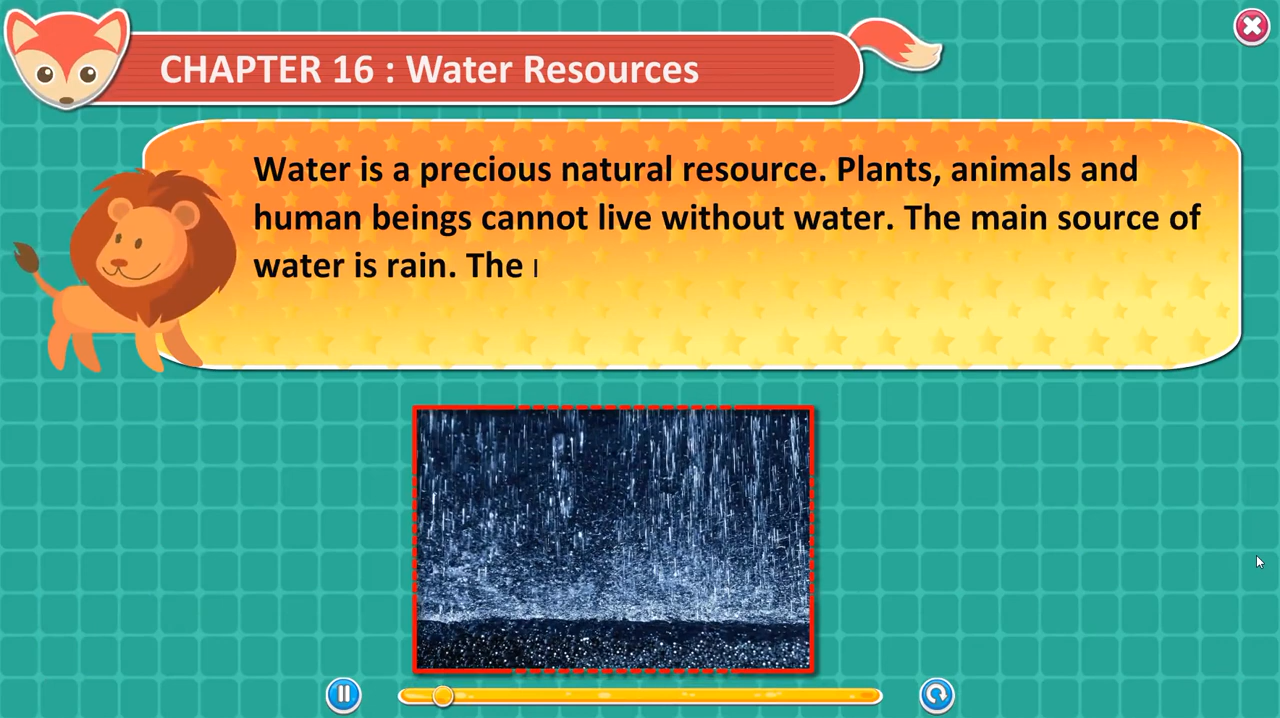 CHAPTER 16 : Water Resources
Water is a precious natural resource. Plants, animals and
human beings cannot live without water. The main source of
water is rain. The